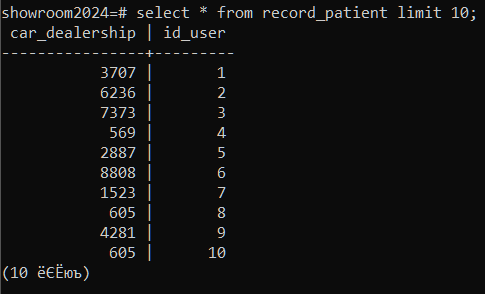 showroom2024=# select * from record_patient limit 10;
car_dealership | id_user
----------------+---------
3707 | 1
6236 | 2
7373 | 3
569 | 4
2887 | 5
8808 | 6
1523 | 7
605 | 8
4281 | 9
605 | 10
(10 ёЄЁюъ)